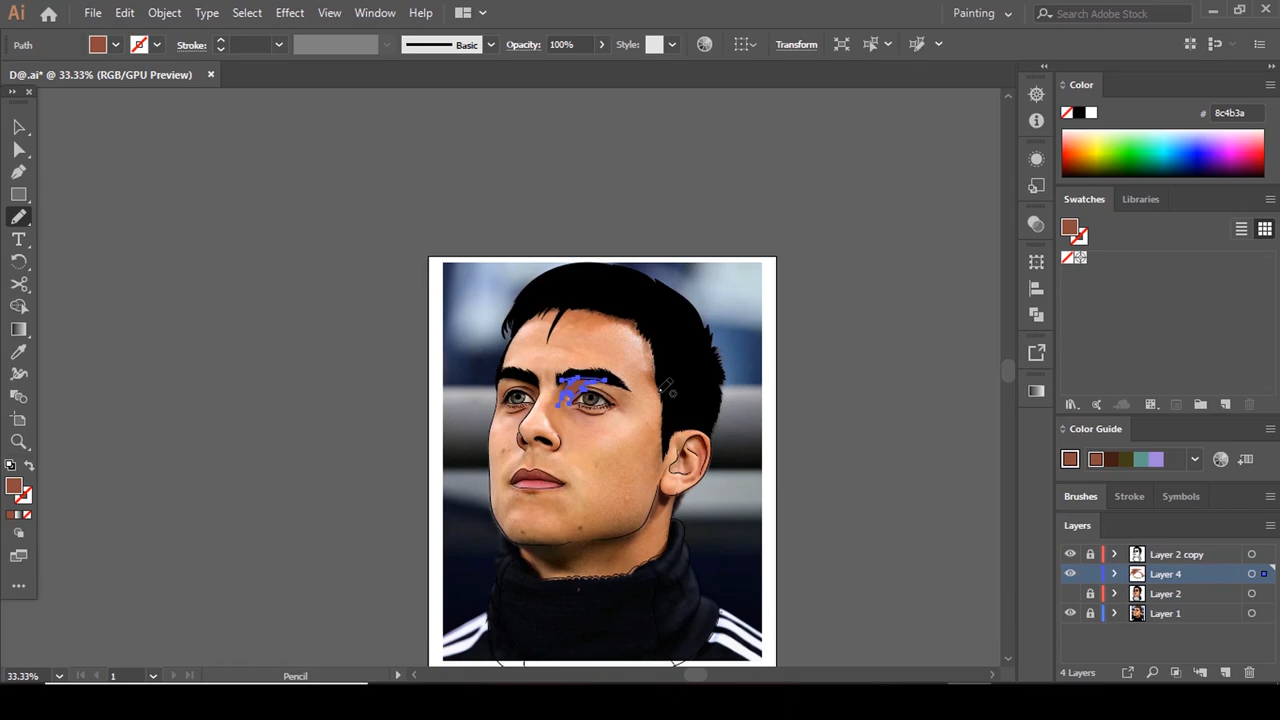 Ai File Edit Object Type Select Effect View Window Help Painting Search Adobe Stock
Path Stroke: Basic Opacity: 100% Style: Transform
D@.ai* @ 33.33% (RGB/GPU Preview)
Color
# 8c4b3a
Swatches Libraries
Color Guide
Brushes Stroke Symbols
Layers
Layer 2 copy
Layer 4
Layer 2
Layer 1
33.33% 1 Pencil 4 Layers